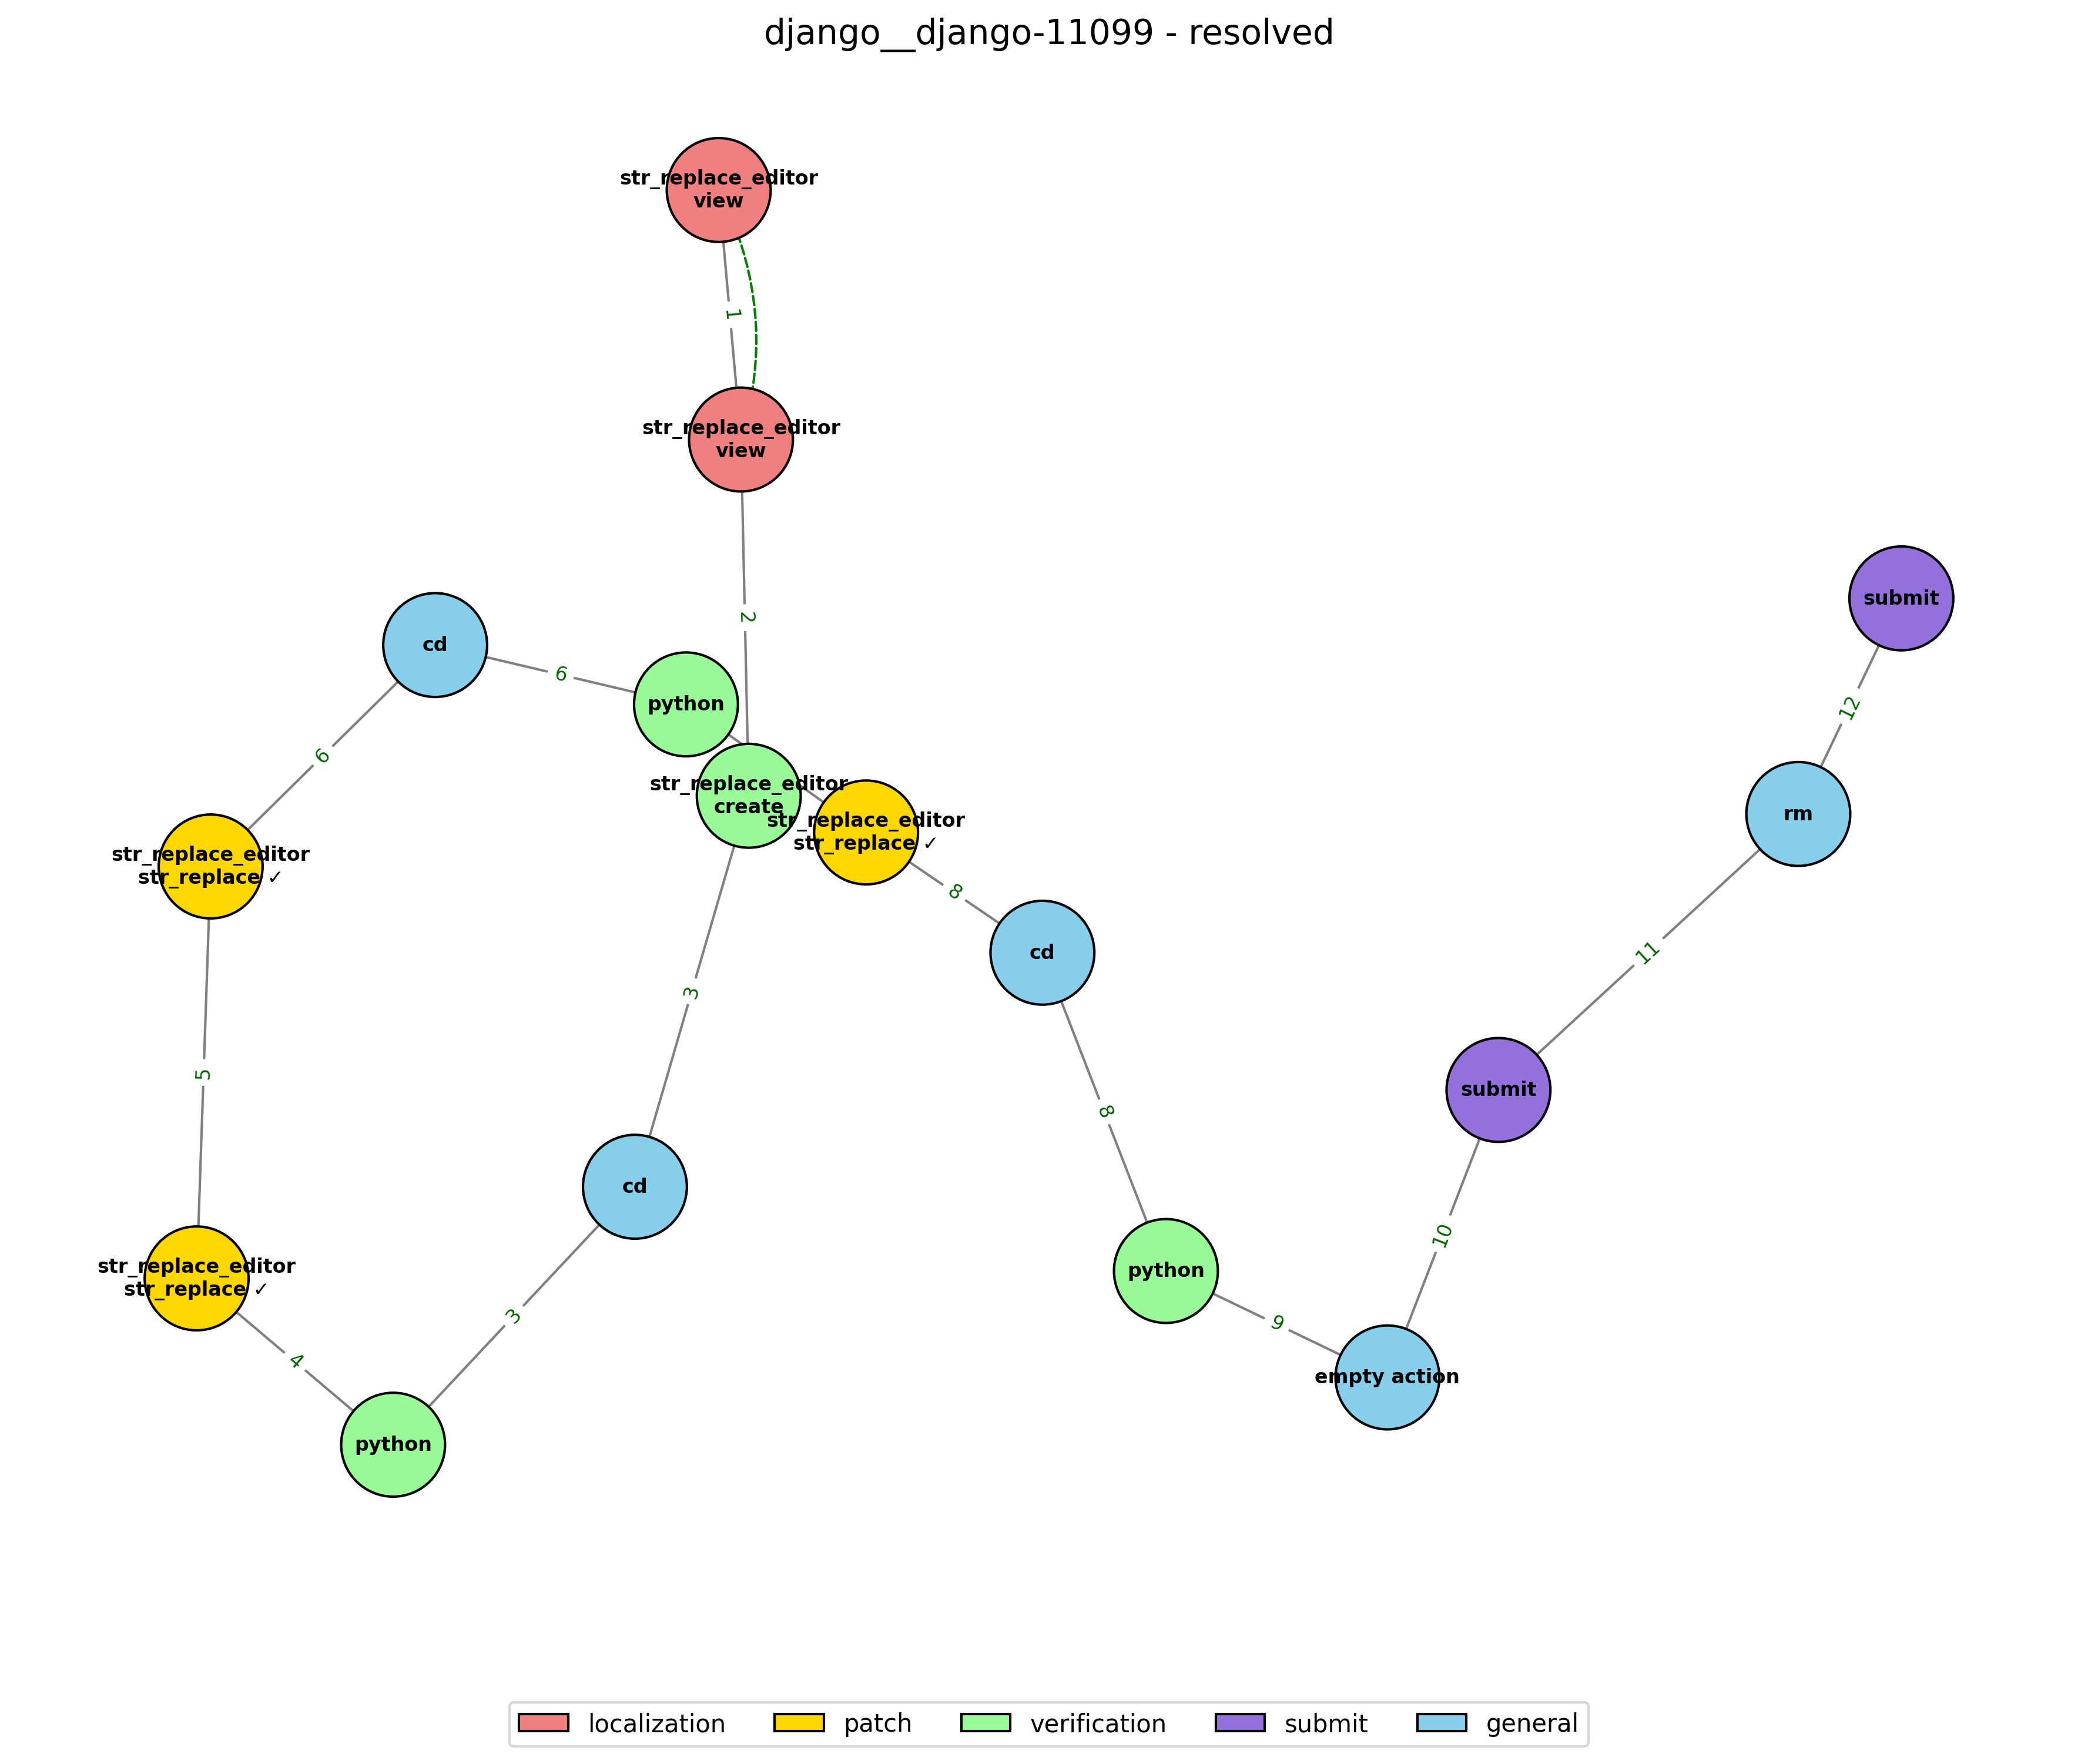 django__django-11099 - resolved
str_replace_editor
view
1
str_replace_editor
view
2
submit
cd
6
python
12
6
str_replace_editor
create
rm
str_replace_editor
str_replace ✓
str_replace_editor
str_replace ✓
8
cd
11
3
5
8
submit
cd
10
python
str_replace_editor
str_replace ✓
3
9
4
empty action
python
localization
patch
verification
submit
general